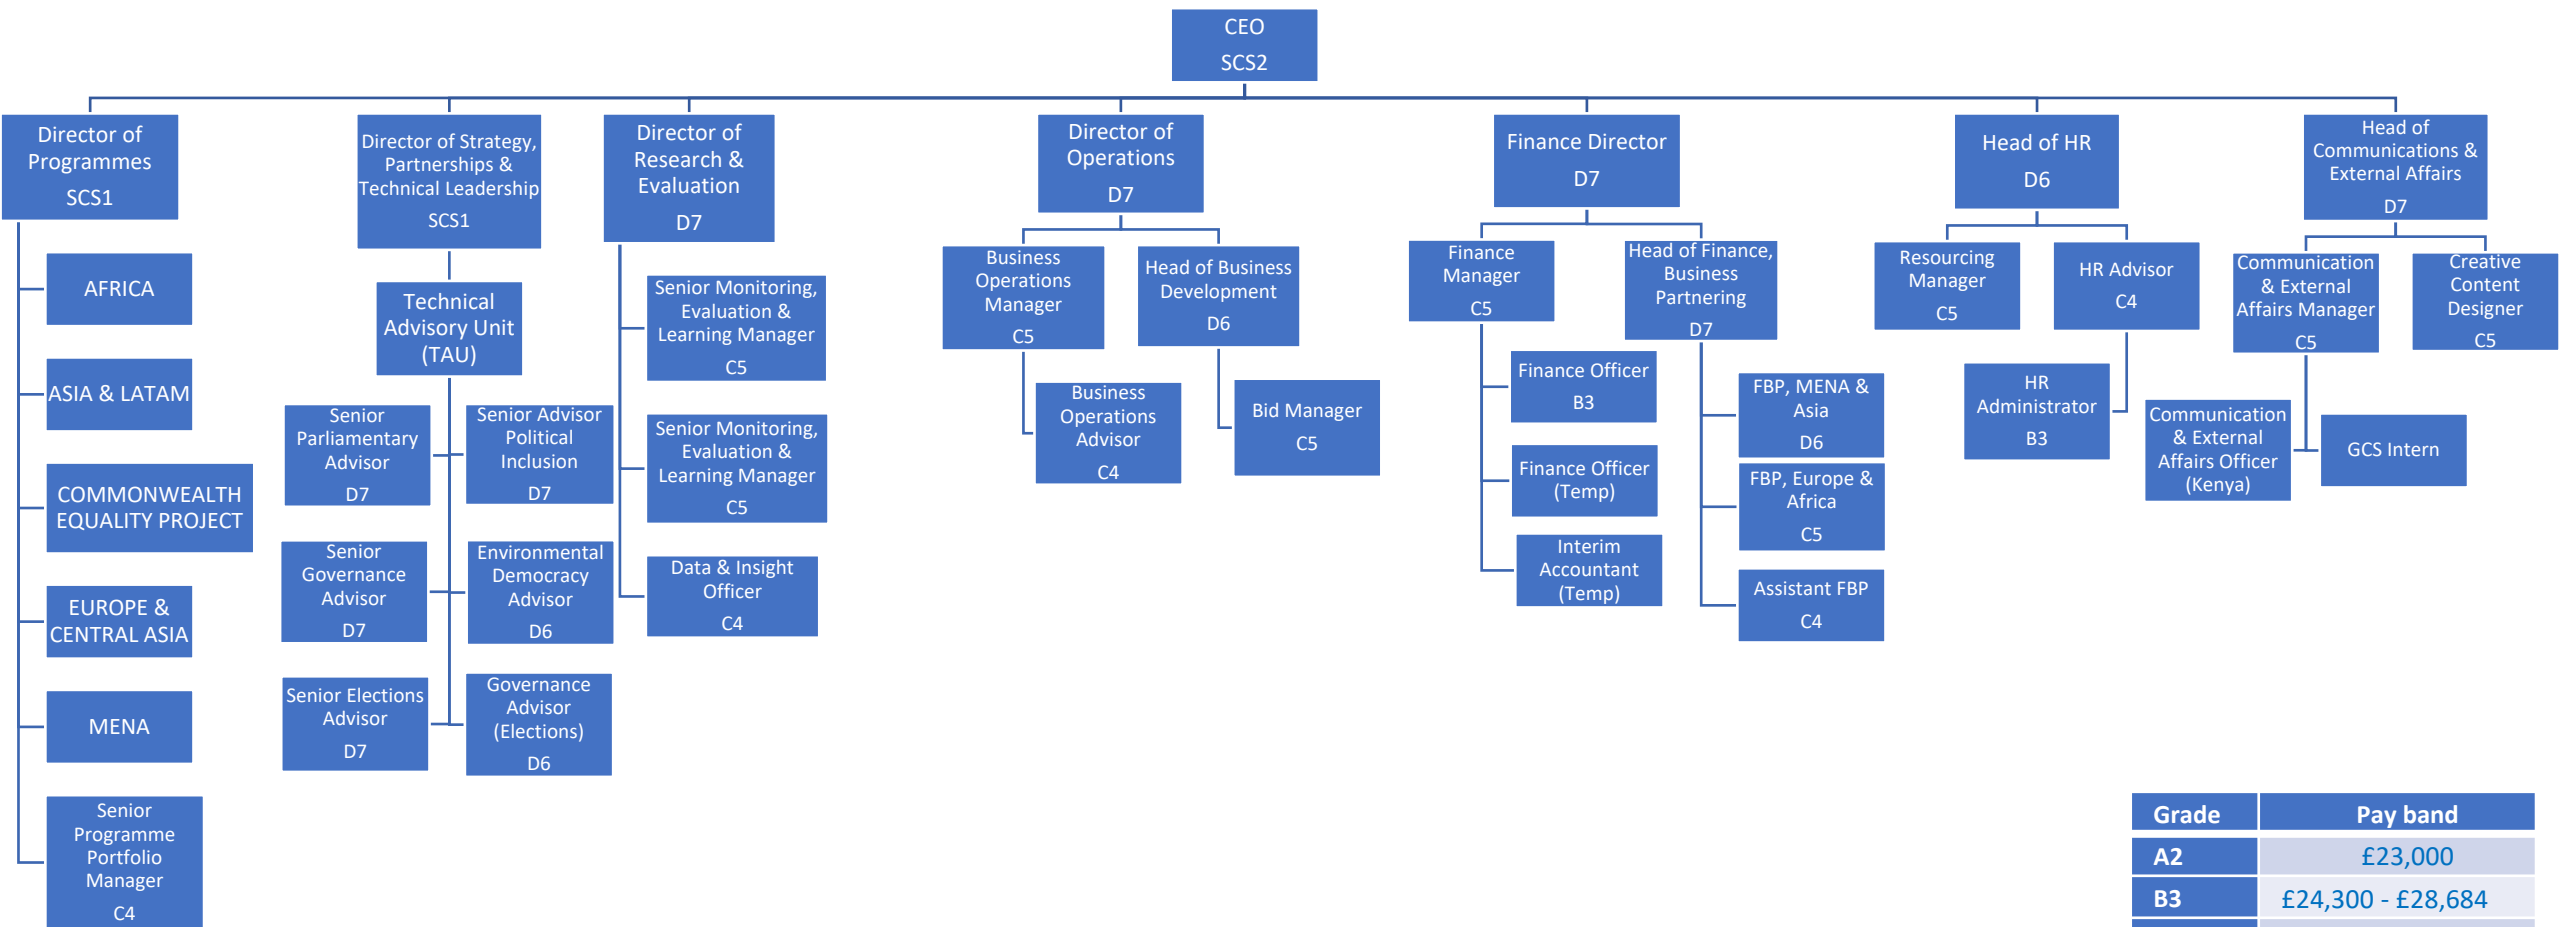 CEO
SCS2
Director of
Programmes
SCS1
AFRICA
ASIA & LATAM
COMMONWEALTH
EQUALITY PROJECT
EUROPE &
CENTRAL ASIA
MENA
Senior
Programme
Portfolio
Manager
C4
Director of Strategy,
Partnerships &
Technical Leadership
SCS1
Technical
Advisory Unit
(TAU)
Senior
Parliamentary
Advisor
D7
Senior Advisor
Political
Inclusion
D7
Senior
Governance
Advisor
D7
Environmental
Democracy
Advisor
D6
Senior Elections
Advisor
D7
Governance
Advisor
(Elections)
D6
Director of
Research &
Evaluation
D7
Senior Monitoring,
Evaluation &
Learning Manager
C5
Senior Monitoring,
Evaluation &
Learning Manager
C5
Data & Insight
Officer
C4
Director of
Operations
D7
Business
Operations
Manager
C5
Business
Operations
Advisor
C4
Head of Business
Development
D6
Bid Manager
C5
Finance Director
D7
Finance
Manager
C5
Finance Officer
B3
Finance Officer
(Temp)
Interim
Accountant
(Temp)
Head of Finance,
Business
Partnering
D7
FBP, MENA &
Asia
D6
FBP, Europe &
Africa
C5
Assistant FBP
C4
Head of HR
D6
Resourcing
Manager
C5
HR Advisor
C4
HR
Administrator
B3
Head of
Communications &
External Affairs
D7
Communication
& External
Affairs Manager
C5
Communication
& External
Affairs Officer
(Kenya)
GCS Intern
Creative
Content
Designer
C5
Grade Pay band
A2 £23,000
B3 £24,300 - £28,684